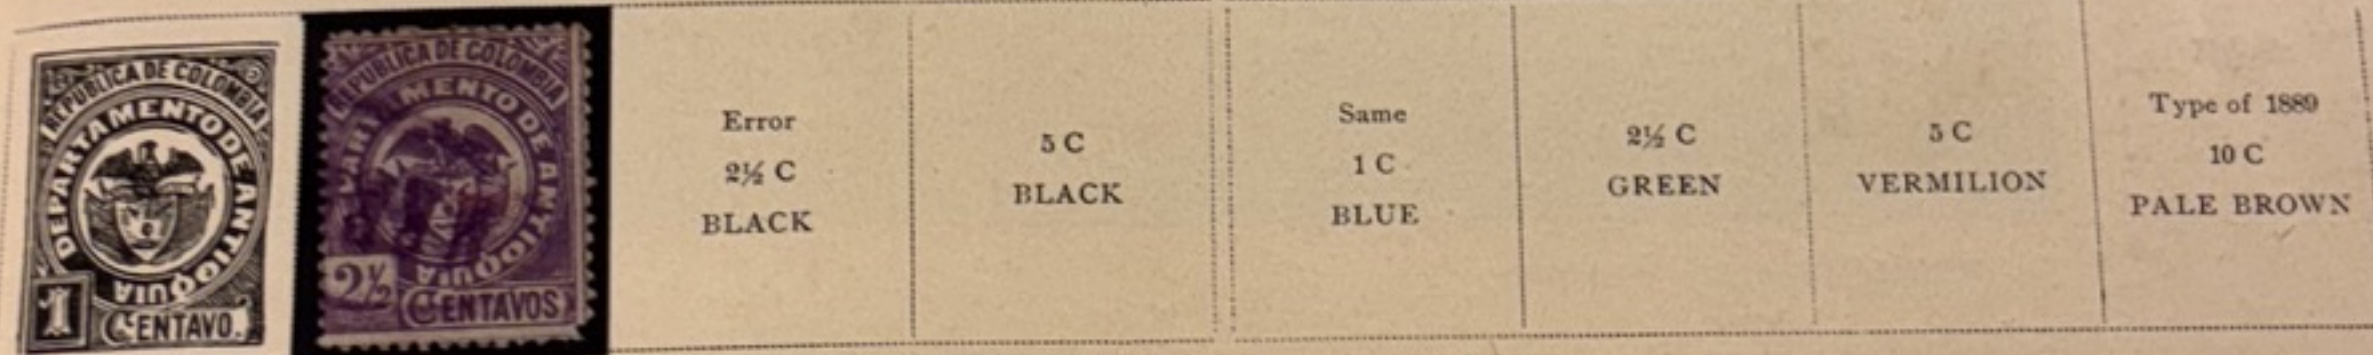 REPUBLICA DE COLOMBIA
DEPARTAMENTO DE ANTIOQUIA
1
CENTAVO.
REPUBLICA DE COLOMBIA
DEPARTAMENTO DE ANTIOQUIA
2½
CENTAVOS
Error
2½ C
BLACK
5 C
BLACK
Same
1 C
BLUE
2½ C
GREEN
5 C
VERMILION
Type of 1889
10 C
PALE BROWN